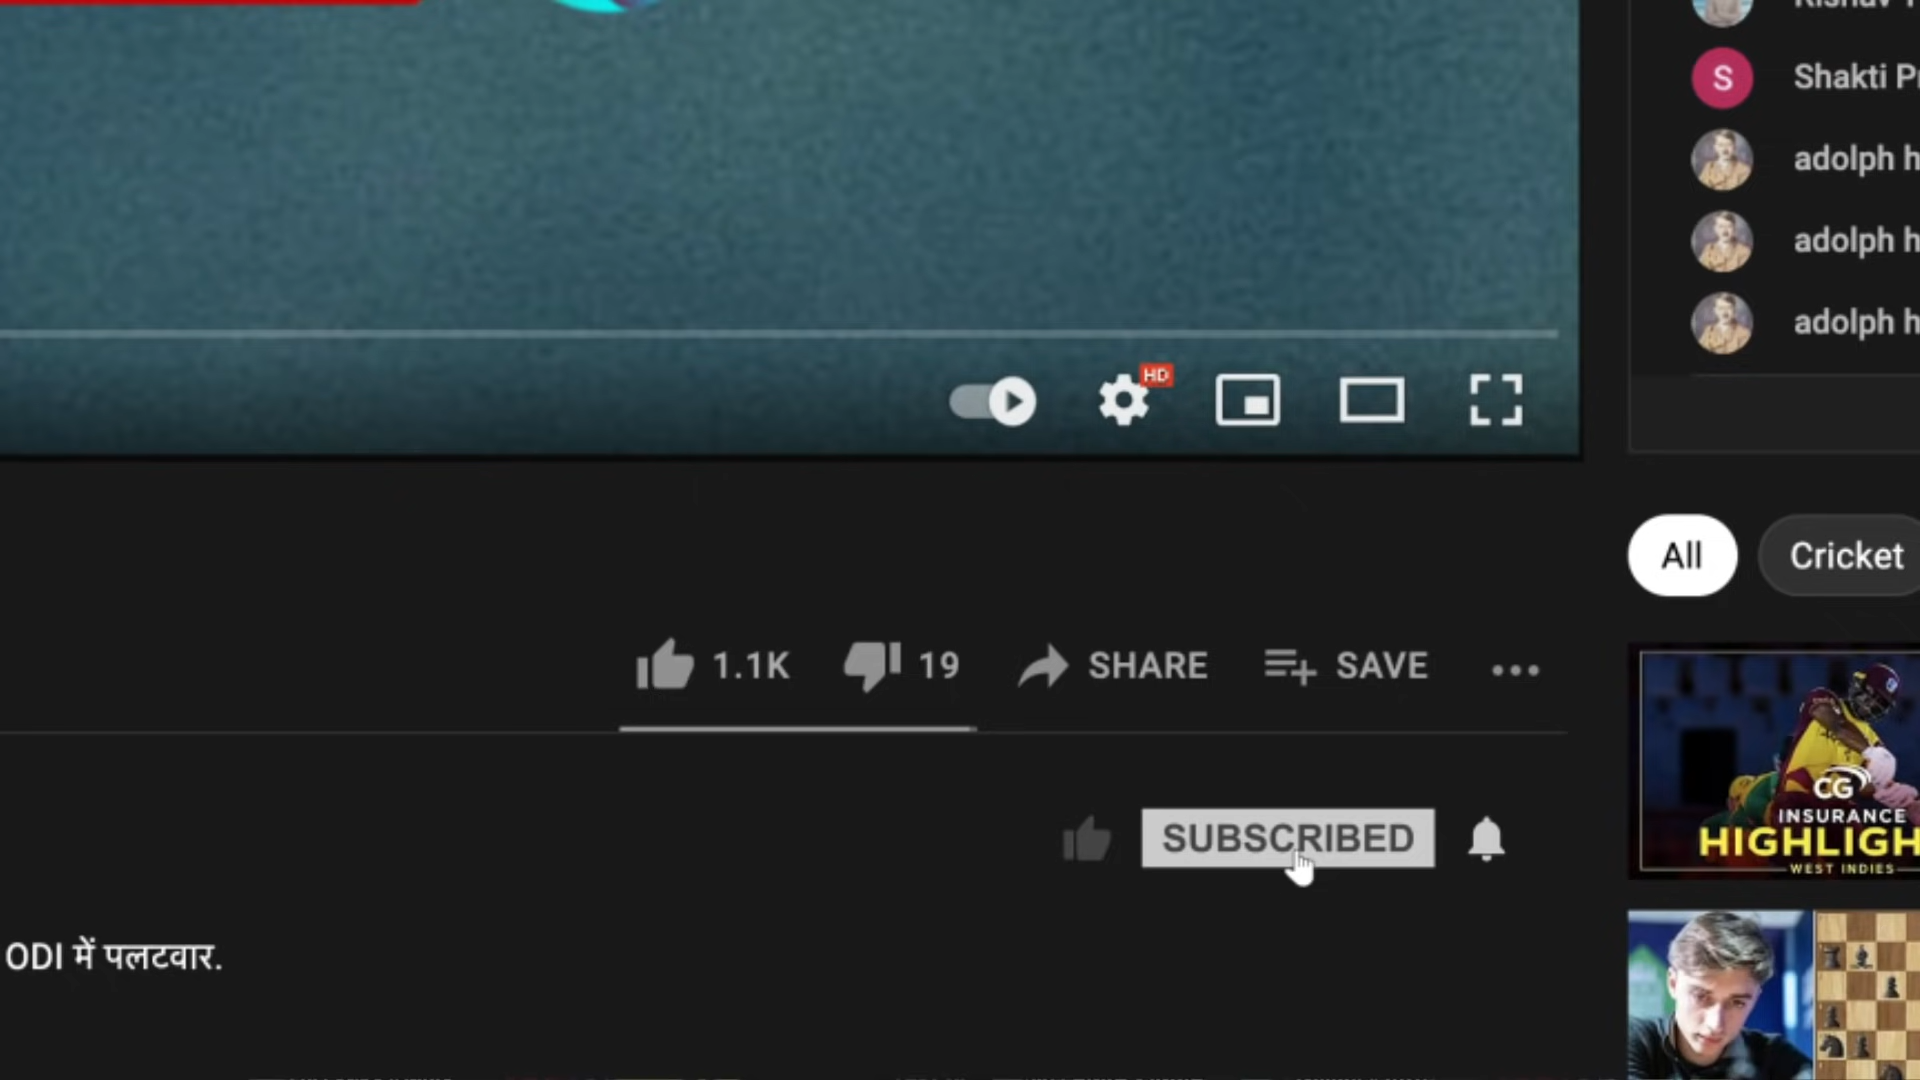 S
Shakti
adolph h
adolph h
adolph h
HD
All
Cricket
1.1K
19
SHARE
SAVE
SUBSCRIBED
CG
INSURANCE
HIGHLIGH
WEST INDIES
ODI में पलटवार.